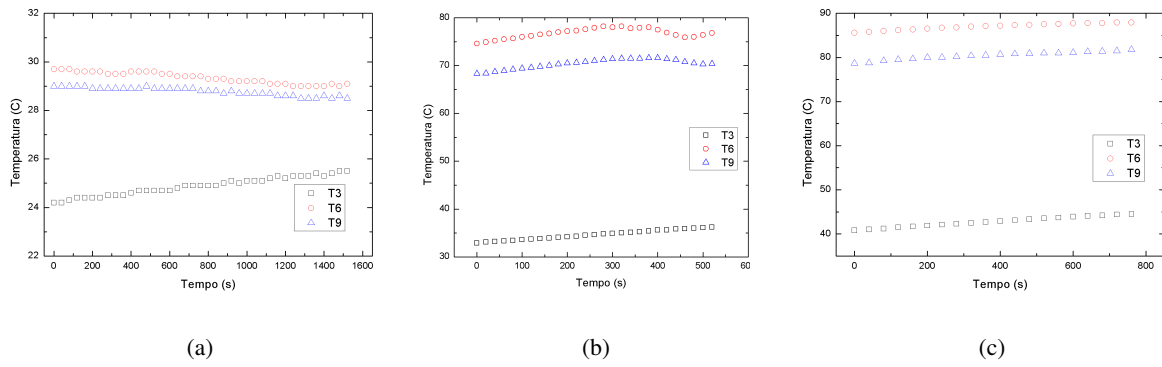 32
30
28
26
24
22
Temperatura (C)
0 200 400 600 800 1000 1200 1400 1600
Tempo (s)
T3
T6
T9
(a)
80
70
60
50
40
30
Temperatura (C)
0 100 200 300 400 500 60
Tempo (s)
T3
T6
T9
(b)
90
80
70
60
50
40
Temperatura (C)
0 200 400 600 800
Tempo (s)
T3
T6
T9
(c)